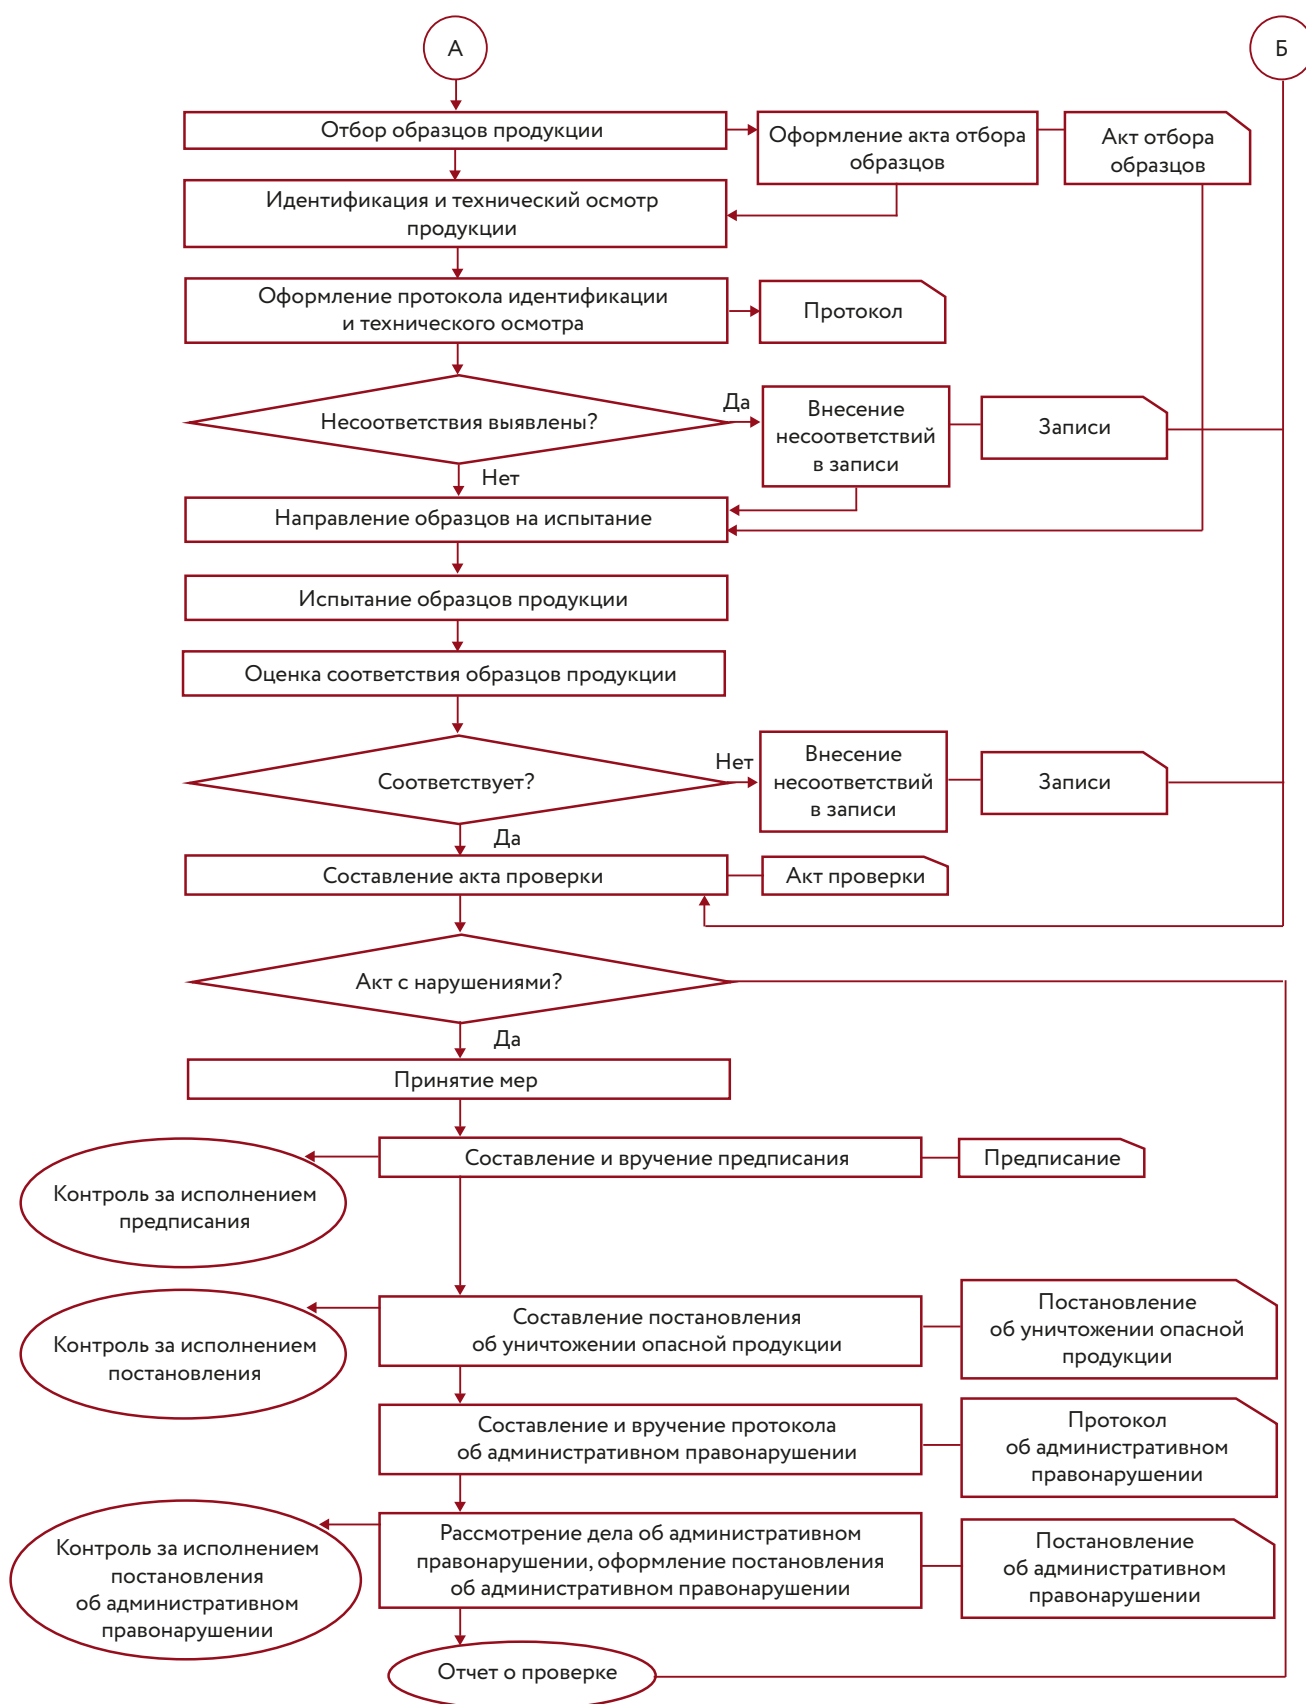 А
Б
Отбор образцов продукции
Оформление акта отбора
образцов
Акт отбора
образцов
Идентификация и технический осмотр
продукции
Оформление протокола идентификации
и технического осмотра
Протокол
Несоответствия выявлены?
Да
Внесение
несоответствий
в записи
Записи
Нет
Направление образцов на испытание
Испытание образцов продукции
Оценка соответствия образцов продукции
Соответствует?
Нет
Внесение
несоответствий
в записи
Записи
Да
Составление акта проверки
Акт проверки
Акт с нарушениями?
Да
Принятие мер
Составление и вручение предписания
Предписание
Контроль за исполнением
предписания
Составление постановления
об уничтожении опасной продукции
Постановление
об уничтожении опасной
продукции
Контроль за исполнением
постановления
Составление и вручение протокола
об административном правонарушении
Протокол
об административном
правонарушении
Рассмотрение дела об административном
правонарушении, оформление постановления
об административном правонарушении
Постановление
об административном
правонарушении
Контроль за исполнением
постановления
об административном
правонарушении
Отчет о проверке